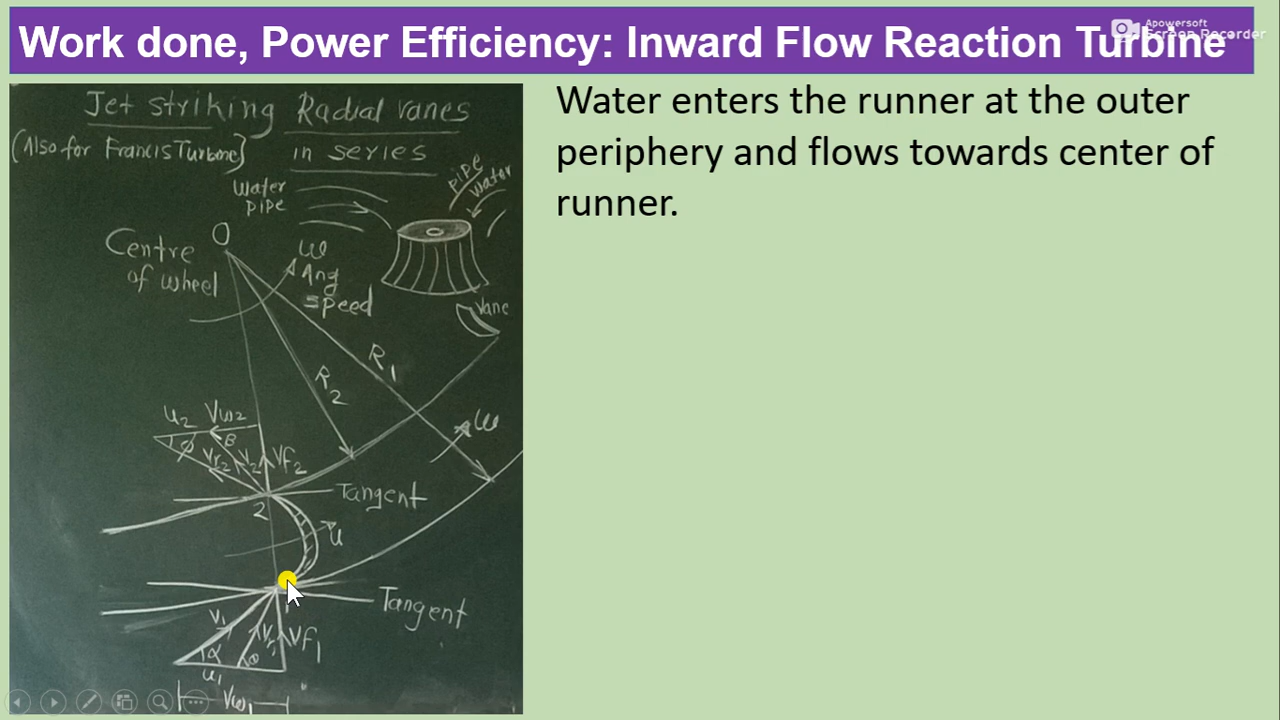 Work done, Power Efficiency: Inward Flow Reaction Turbine
Apowersoft
Screen Recorder
Water enters the runner at the outer
periphery and flows towards center of
runner.
Jet striking Radial vanes
(Also for Francis Turbine) in series
Water
pipe
pipe
water
Centre
of wheel
O
ω
Ang
speed
Vane
R1
R2
ω
u2 Vw2
ϕ β
Vr2 V2 Vf2
Tangent
2
u
Tangent
V1 Vr1 Vf1
α θ
u1
Vw1